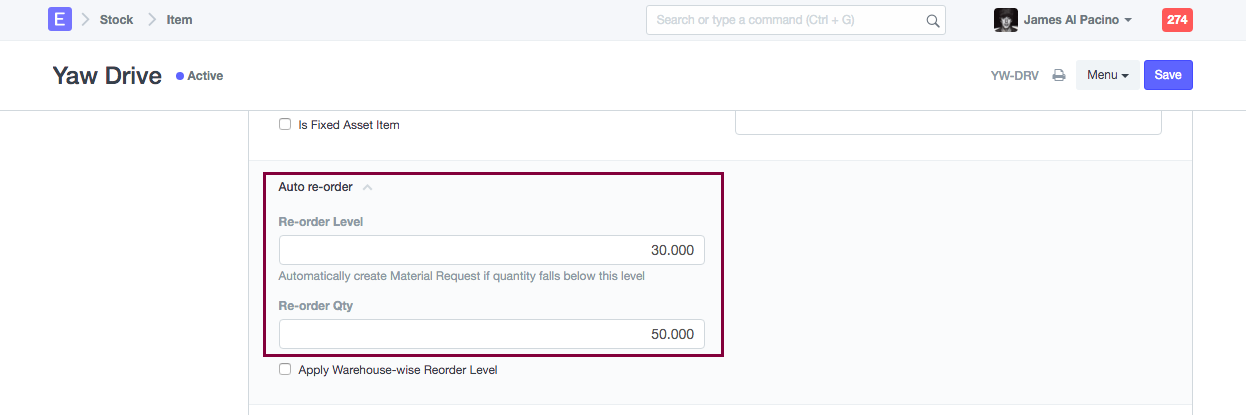 E Stock Item Search or type a command (Ctrl + G) James Al Pacino 274
Yaw Drive Active YW-DRV Menu Save
Is Fixed Asset Item
Auto re-order
Re-order Level
30.000
Automatically create Material Request if quantity falls below this level
Re-order Qty
50.000
Apply Warehouse-wise Reorder Level